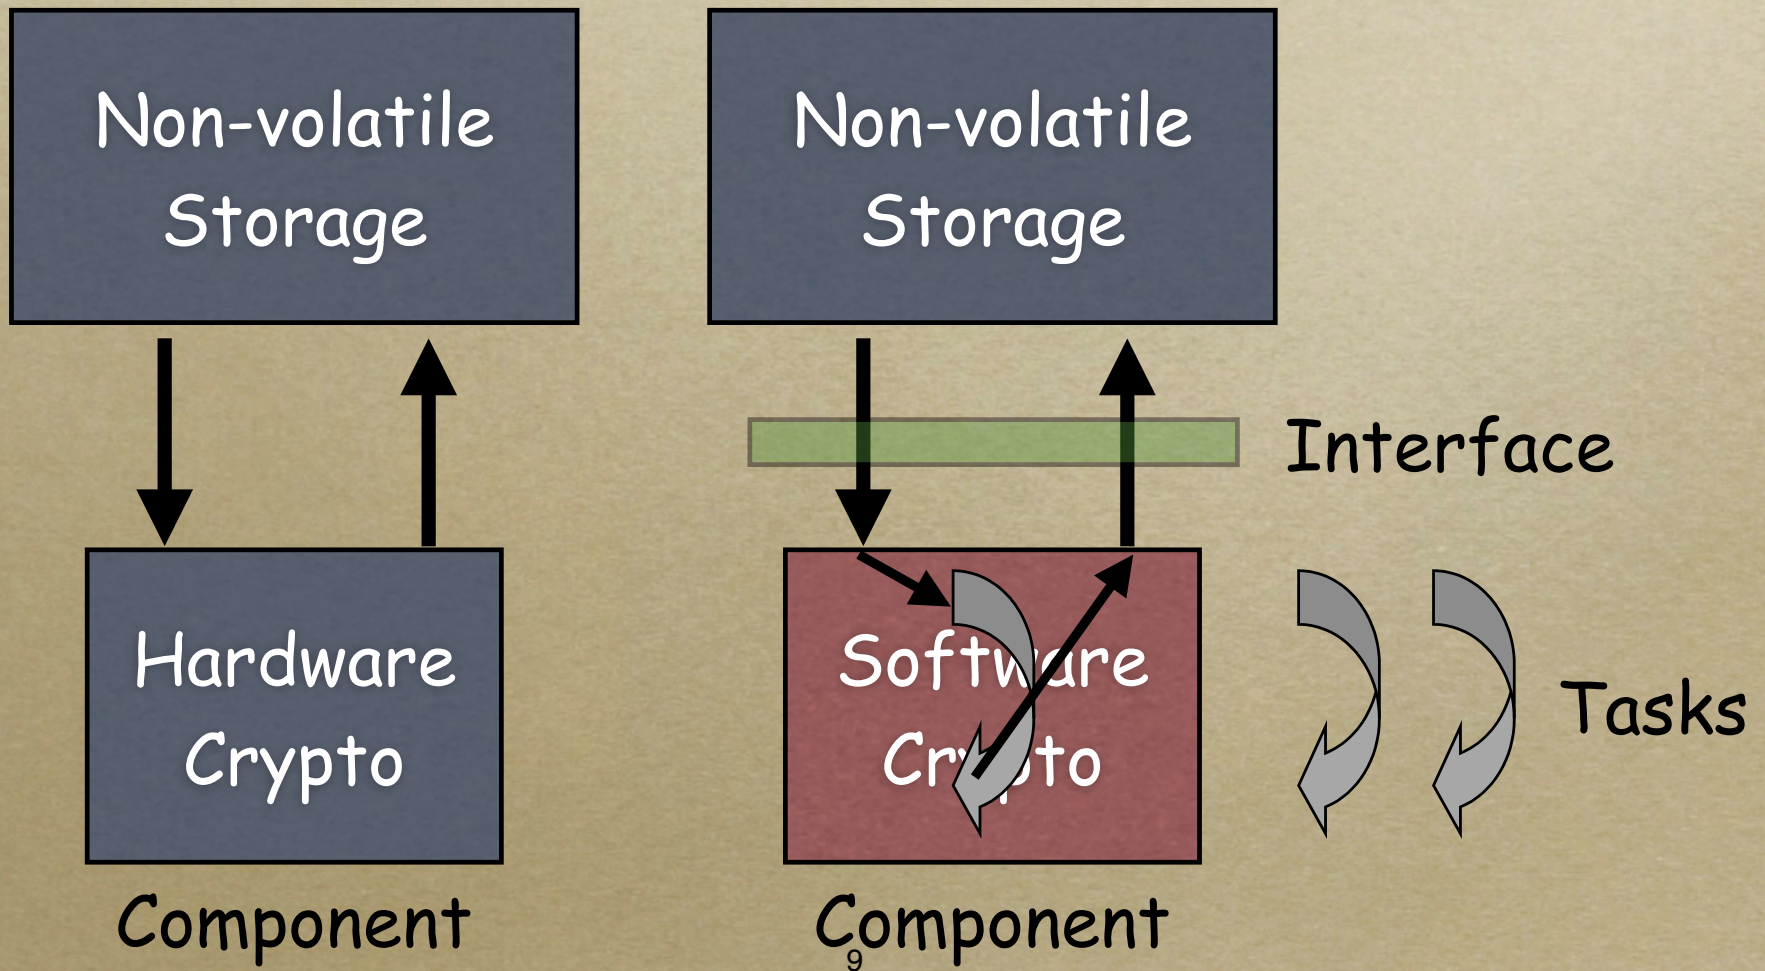 Non-volatile
Storage
Non-volatile
Storage
Interface
Hardware
Crypto
Software
Crypto
Tasks
Component
Component
9